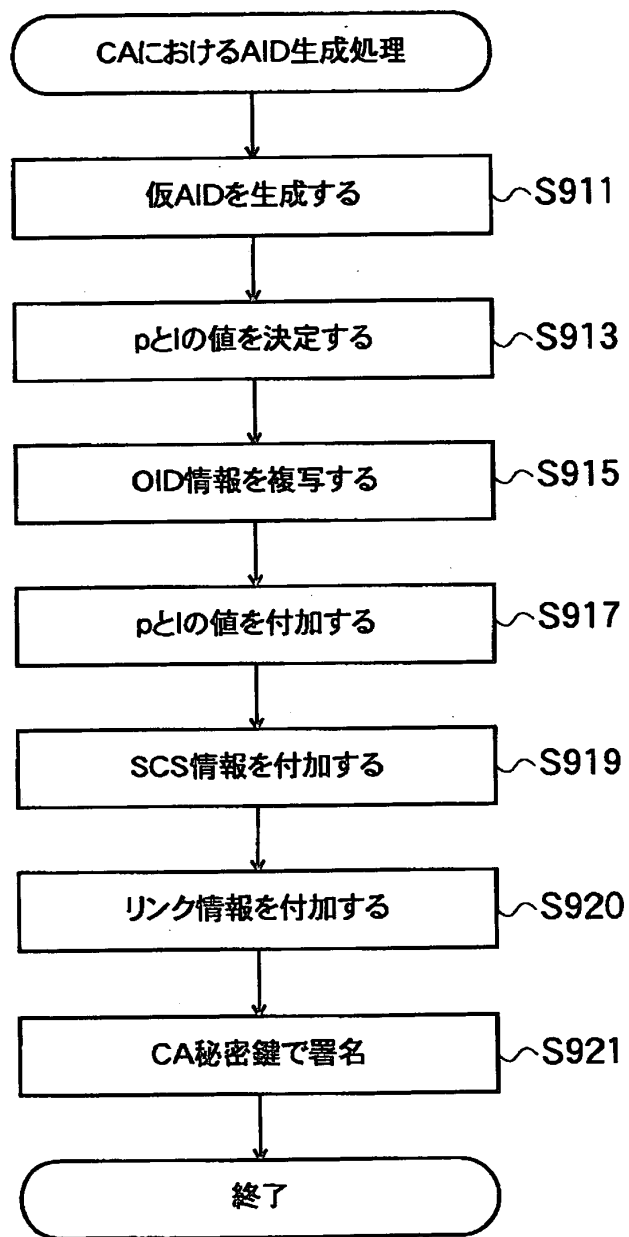 CAにおけるAID生成処理
仮AIDを生成する
S911
pとlの値を決定する
S913
OID情報を複写する
S915
pとlの値を付加する
S917
SCS情報を付加する
S919
リンク情報を付加する
S920
CA秘密鍵で署名
S921
終了